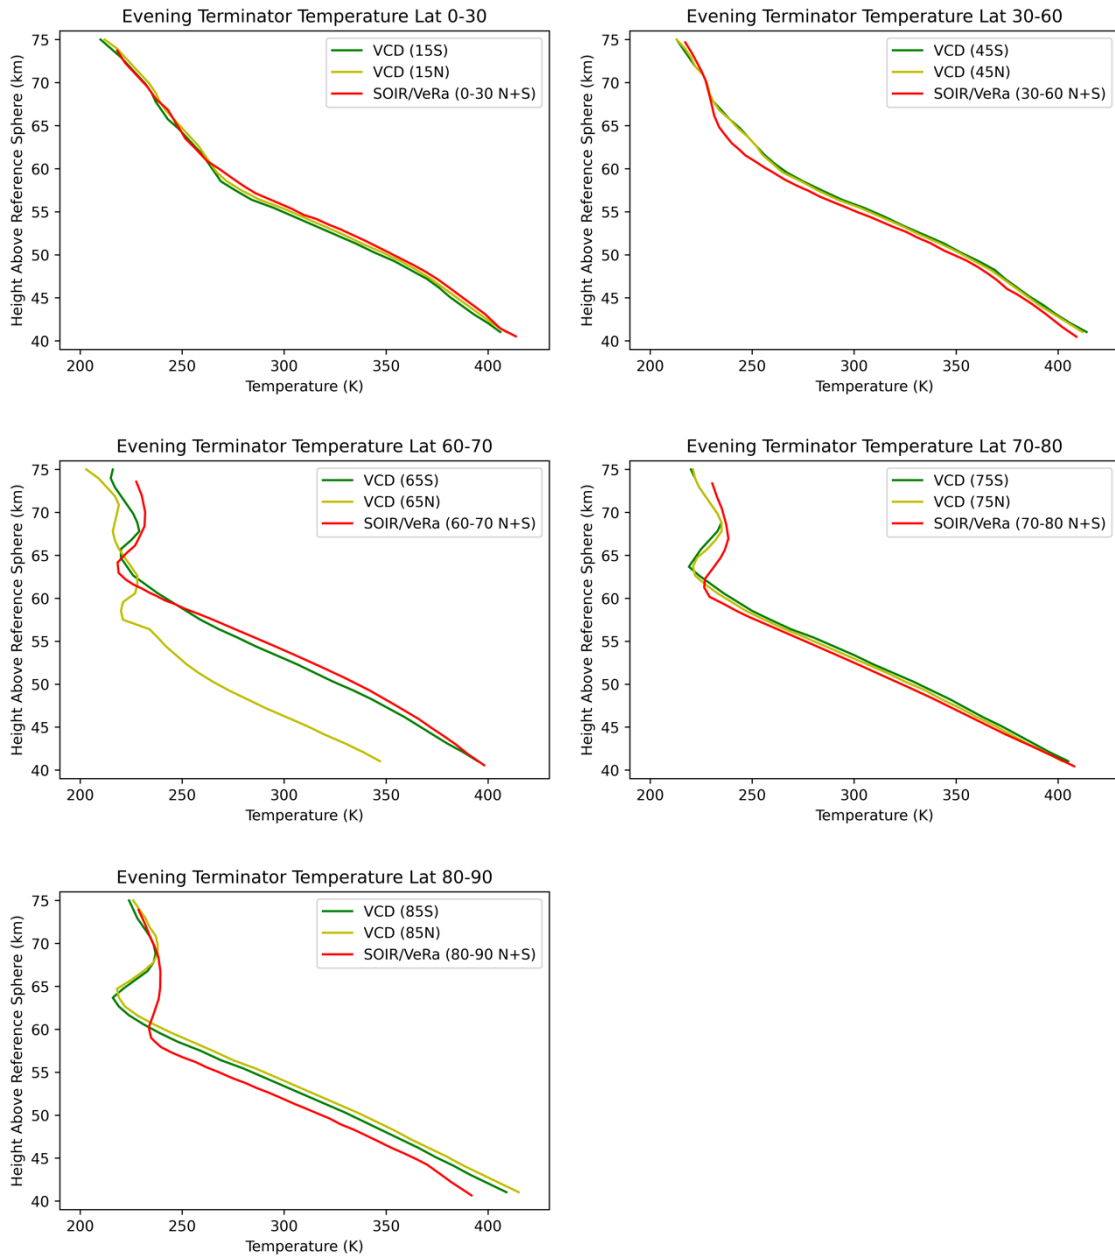 Evening Terminator Temperature Lat 0-30
Height Above Reference Sphere (km)
75
70
65
60
55
50
45
40
VCD (15S)
VCD (15N)
SOIR/VeRa (0-30 N+S)
200 250 300 350 400
Temperature (K)
Evening Terminator Temperature Lat 30-60
Height Above Reference Sphere (km)
75
70
65
60
55
50
45
40
VCD (45S)
VCD (45N)
SOIR/VeRa (30-60 N+S)
200 250 300 350 400
Temperature (K)
Evening Terminator Temperature Lat 60-70
Height Above Reference Sphere (km)
75
70
65
60
55
50
45
40
VCD (65S)
VCD (65N)
SOIR/VeRa (60-70 N+S)
200 250 300 350 400
Temperature (K)
Evening Terminator Temperature Lat 70-80
Height Above Reference Sphere (km)
75
70
65
60
55
50
45
40
VCD (75S)
VCD (75N)
SOIR/VeRa (70-80 N+S)
200 250 300 350 400
Temperature (K)
Evening Terminator Temperature Lat 80-90
Height Above Reference Sphere (km)
75
70
65
60
55
50
45
40
VCD (85S)
VCD (85N)
SOIR/VeRa (80-90 N+S)
200 250 300 350 400
Temperature (K)